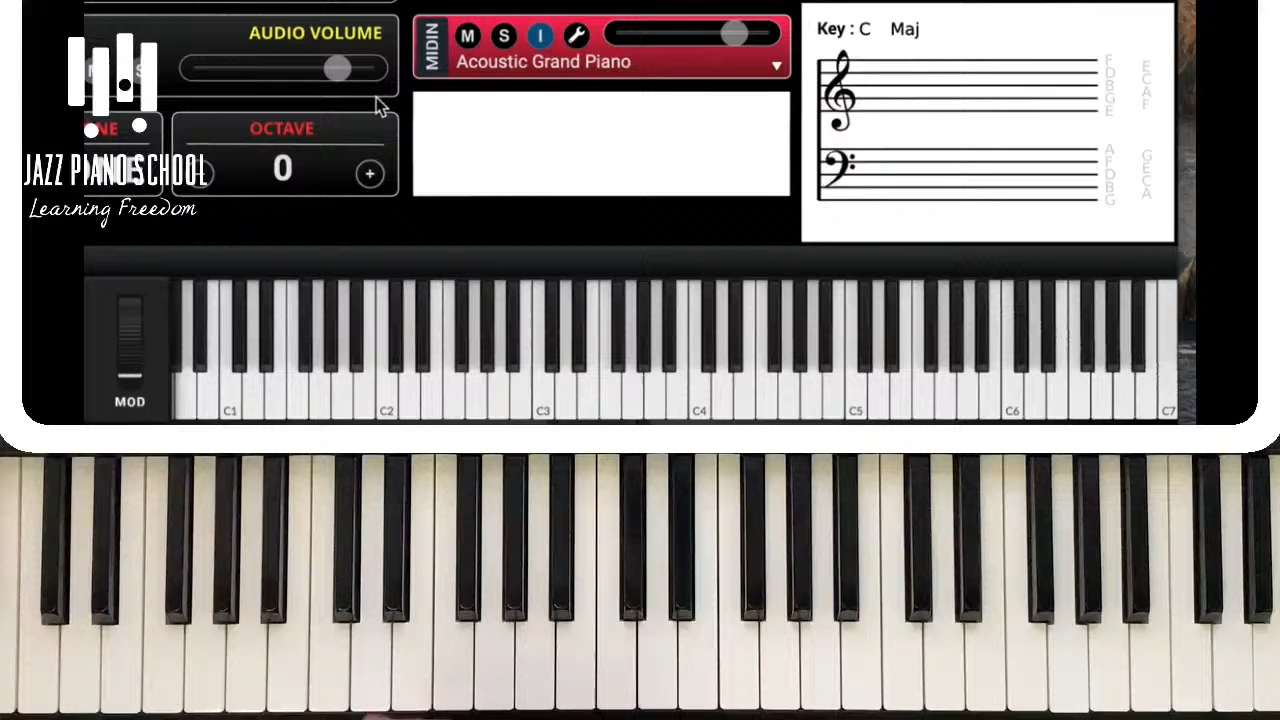 AUDIO VOLUME
MIDIN
M
S
I
Acoustic Grand Piano
Key : C Maj
F
D
B
G
E
E
C
A
F
A
F
D
B
G
G
E
C
A
NE
OCTAVE
0
+
JAZZ PIANO SCHOOL
Learning Freedom
MOD
C1
C2
C3
C4
C5
C6
C7